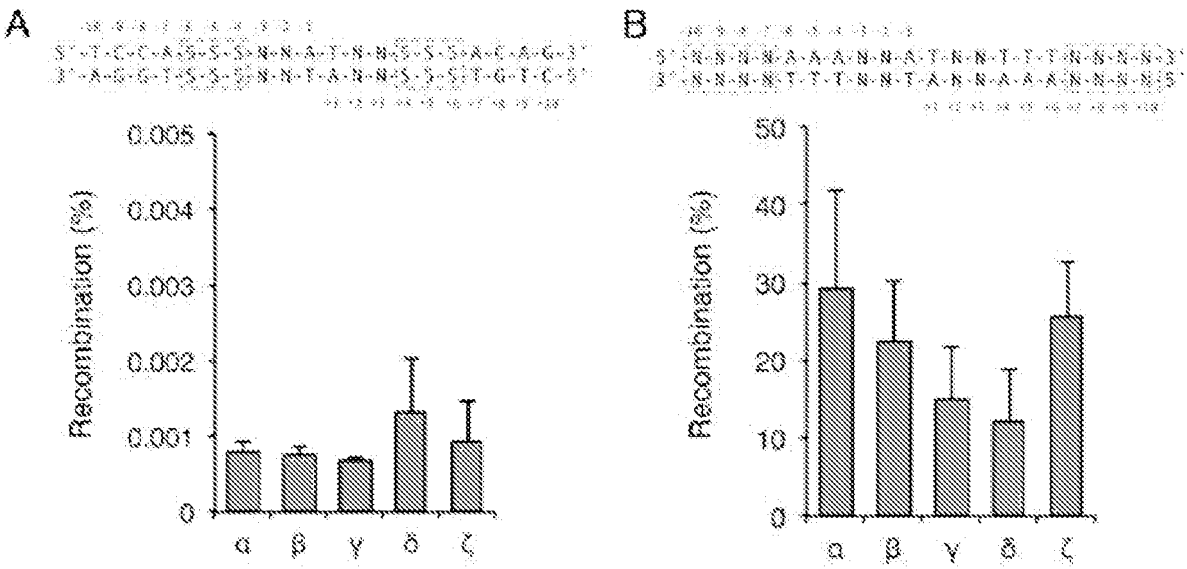 A
5'-T-C-C-A-S-S-S-N-N-A-T-N-N-S-S-S-A-C-A-G-3'
3'-A-G-G-T-S-S-S-N-N-T-A-N-N-S-S-S-T-G-T-C-5'
Recombination (%)
0.005
0.004
0.003
0.002
0.001
0
α β γ δ ζ
B
5'-N-N-N-N-A-A-A-N-N-A-T-N-N-T-T-T-N-N-N-N-3'
3'-N-N-N-N-T-T-T-N-N-T-A-N-N-A-A-A-N-N-N-N-5'
Recombination (%)
50
40
30
20
10
0
α β γ δ ζ